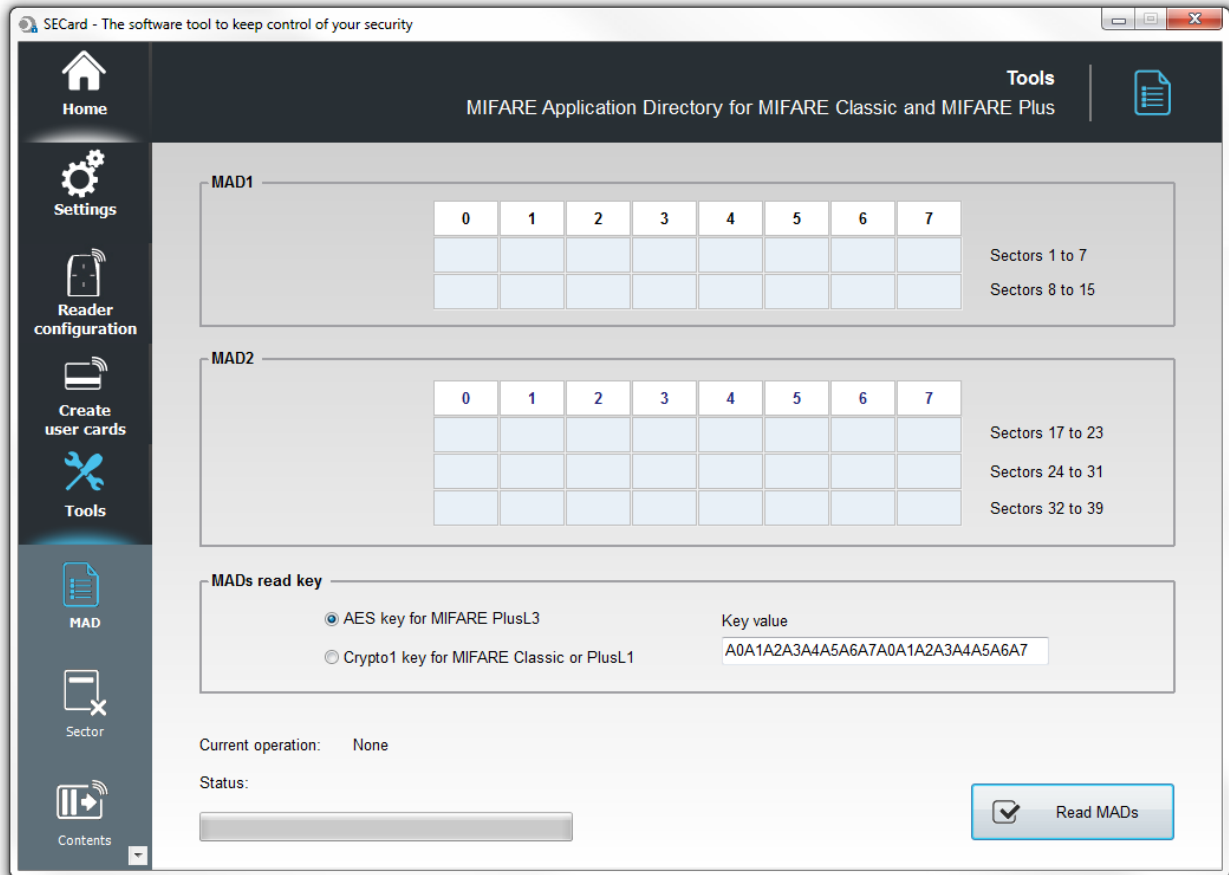 SECard - The software tool to keep control of your security
Home
Tools
MIFARE Application Directory for MIFARE Classic and MIFARE Plus
Settings
Reader
configuration
Create
user cards
Tools
MAD
Sector
Contents
MAD1
0 1 2 3 4 5 6 7
Sectors 1 to 7
Sectors 8 to 15
MAD2
0 1 2 3 4 5 6 7
Sectors 17 to 23
Sectors 24 to 31
Sectors 32 to 39
MADs read key
AES key for MIFARE PlusL3
Crypto1 key for MIFARE Classic or PlusL1
Key value
A0A1A2A3A4A5A6A7A0A1A2A3A4A5A6A7
Current operation: None
Status:
Read MADs